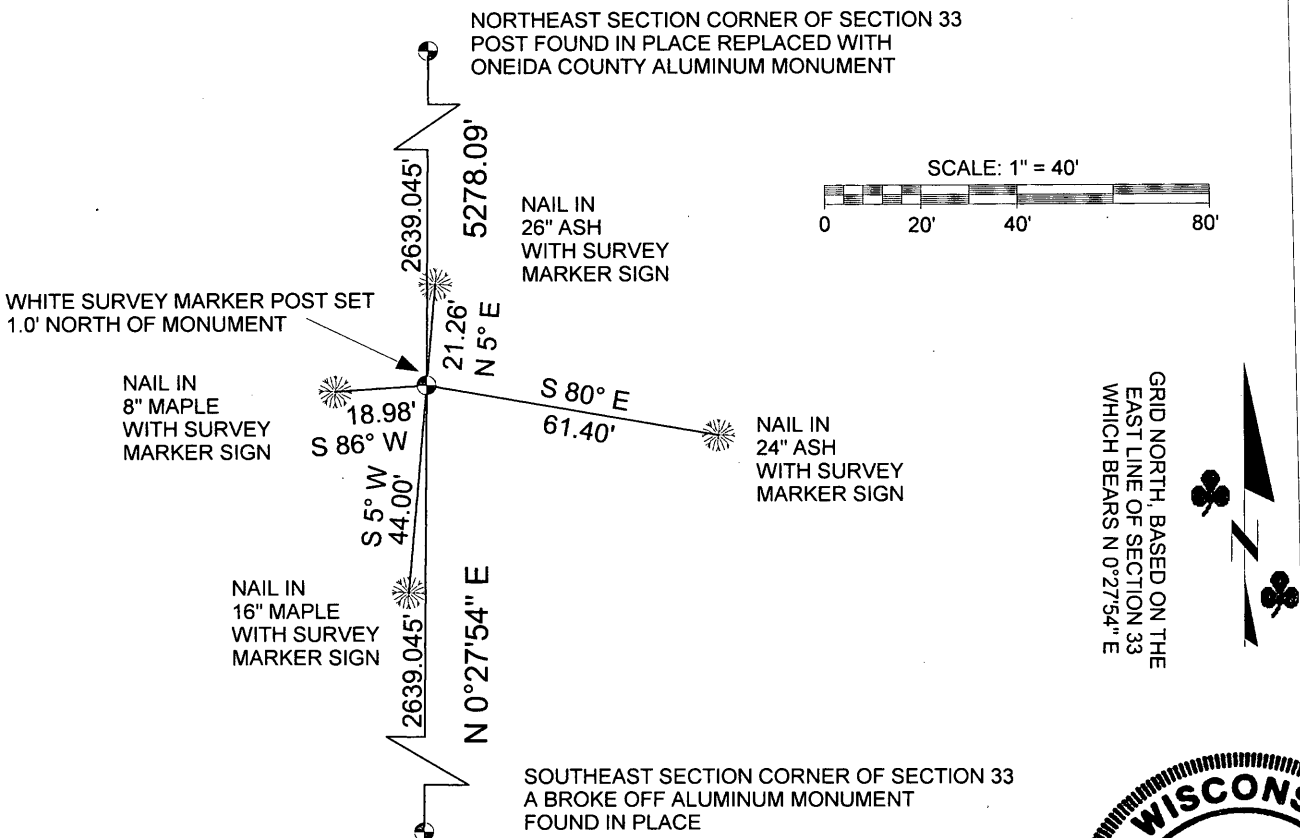 NORTHEAST SECTION CORNER OF SECTION 33
POST FOUND IN PLACE REPLACED WITH
ONEIDA COUNTY ALUMINUM MONUMENT
2639.045'
5278.09'
SCALE: 1" = 40'
0 20' 40' 80'
NAIL IN
26" ASH
WITH SURVEY
MARKER SIGN
WHITE SURVEY MARKER POST SET
1.0' NORTH OF MONUMENT
21.26'
N 5° E
NAIL IN
8" MAPLE
WITH SURVEY
MARKER SIGN
18.98'
S 86° W
S 80° E
61.40'
NAIL IN
24" ASH
WITH SURVEY
MARKER SIGN
S 5° W
44.00'
NAIL IN
16" MAPLE
WITH SURVEY
MARKER SIGN
2639.045'
N 0°27'54" E
GRID NORTH, BASED ON THE
EAST LINE OF SECTION 33
WHICH BEARS N 0°27'54" E
SOUTHEAST SECTION CORNER OF SECTION 33
A BROKE OFF ALUMINUM MONUMENT
FOUND IN PLACE
WISCONS